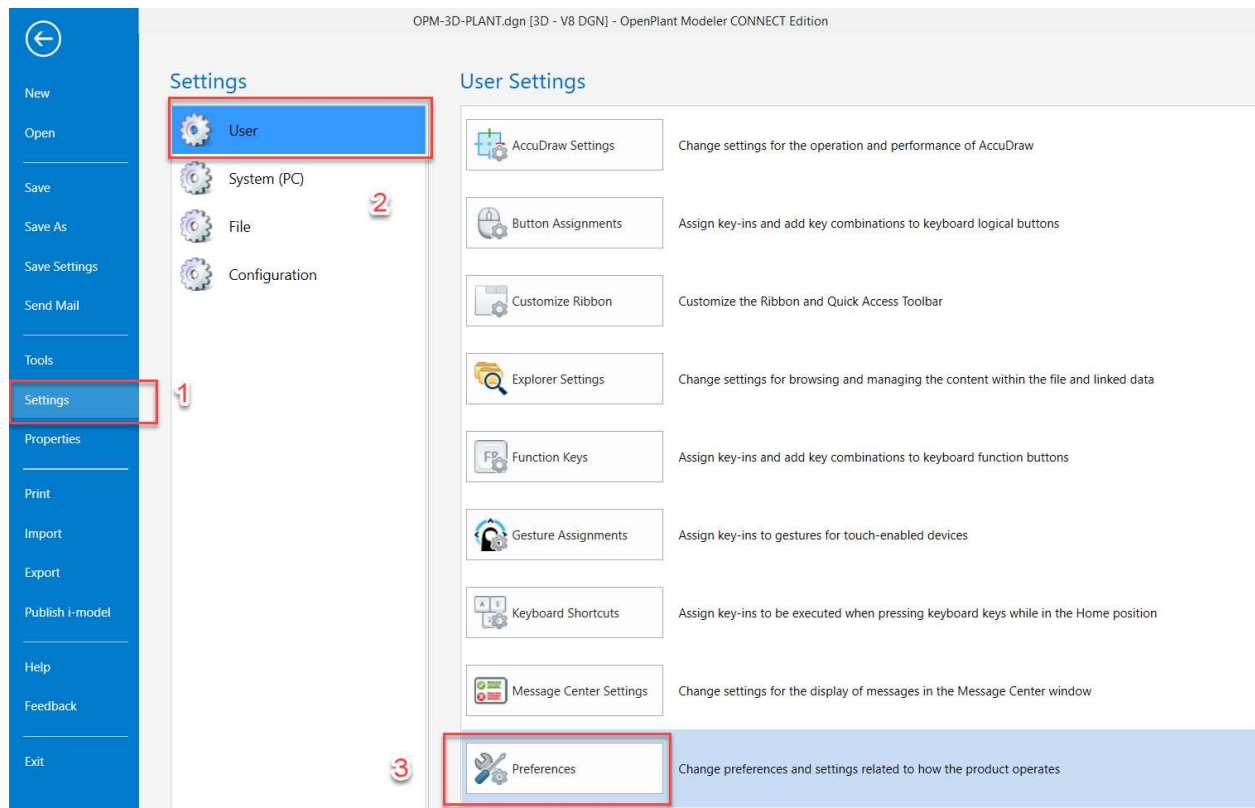 OPM-3D-PLANT.dgn [3D - V8 DGN] - OpenPlant Modeler CONNECT Edition
New
Open
Save
Save As
Save Settings
Send Mail
Tools
Settings
1
Properties
Print
Import
Export
Publish i-model
Help
Feedback
Exit
Settings
User
System (PC)
2
File
Configuration
User Settings
AccuDraw Settings Change settings for the operation and performance of AccuDraw
Button Assignments Assign key-ins and add key combinations to keyboard logical buttons
Customize Ribbon Customize the Ribbon and Quick Access Toolbar
Explorer Settings Change settings for browsing and managing the content within the file and linked data
F9 Function Keys Assign key-ins and add key combinations to keyboard function buttons
Gesture Assignments Assign key-ins to gestures for touch-enabled devices
A S Keyboard Shortcuts Assign key-ins to be executed when pressing keyboard keys while in the Home position
Message Center Settings Change settings for the display of messages in the Message Center window
3 Preferences Change preferences and settings related to how the product operates